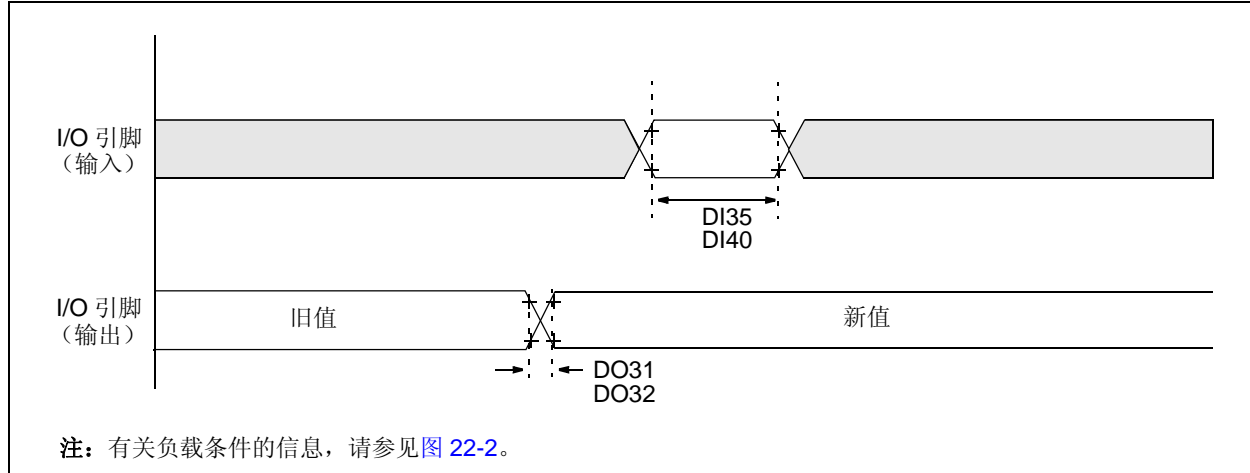 I/O 引脚
（输入）
DI35
DI40
I/O 引脚
（输出）
旧值
新值
DO31
DO32
注：有关负载条件的信息，请参见图 22-2。